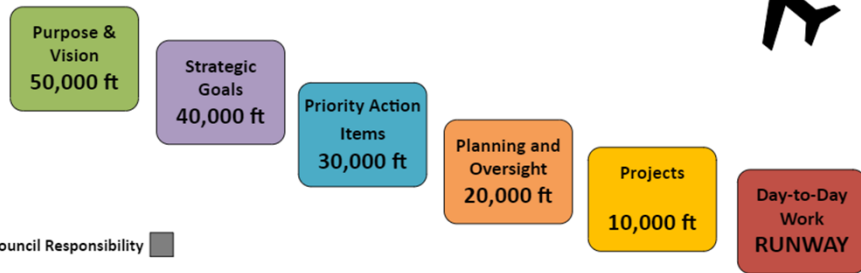 Purpose &
Vision
50,000 ft
Strategic
Goals
40,000 ft
Priority Action
Items
30,000 ft
Planning and
Oversight
20,000 ft
Projects
10,000 ft
Day-to-Day
Work
RUNWAY
ouncil Responsibility